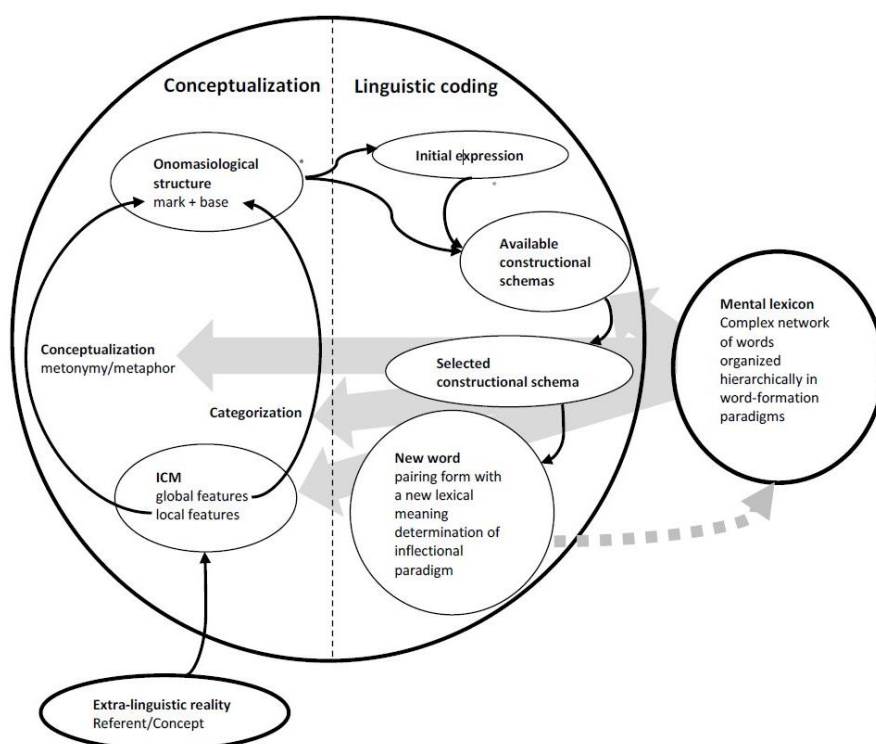 Conceptualization
Linguistic coding
Onomasiological
structure
mark + base
Initial expression
Available
constructional
schemas
Mental lexicon
Complex network
of words
organized
hierarchically in
word-formation
paradigms
Conceptualization
metonymy/metaphor
Selected
constructional schema
Categorization
New word
pairing form with
a new lexical
meaning
determination of
inflectional
paradigm
ICM
global features
local features
Extra-linguistic reality
Referent/Concept